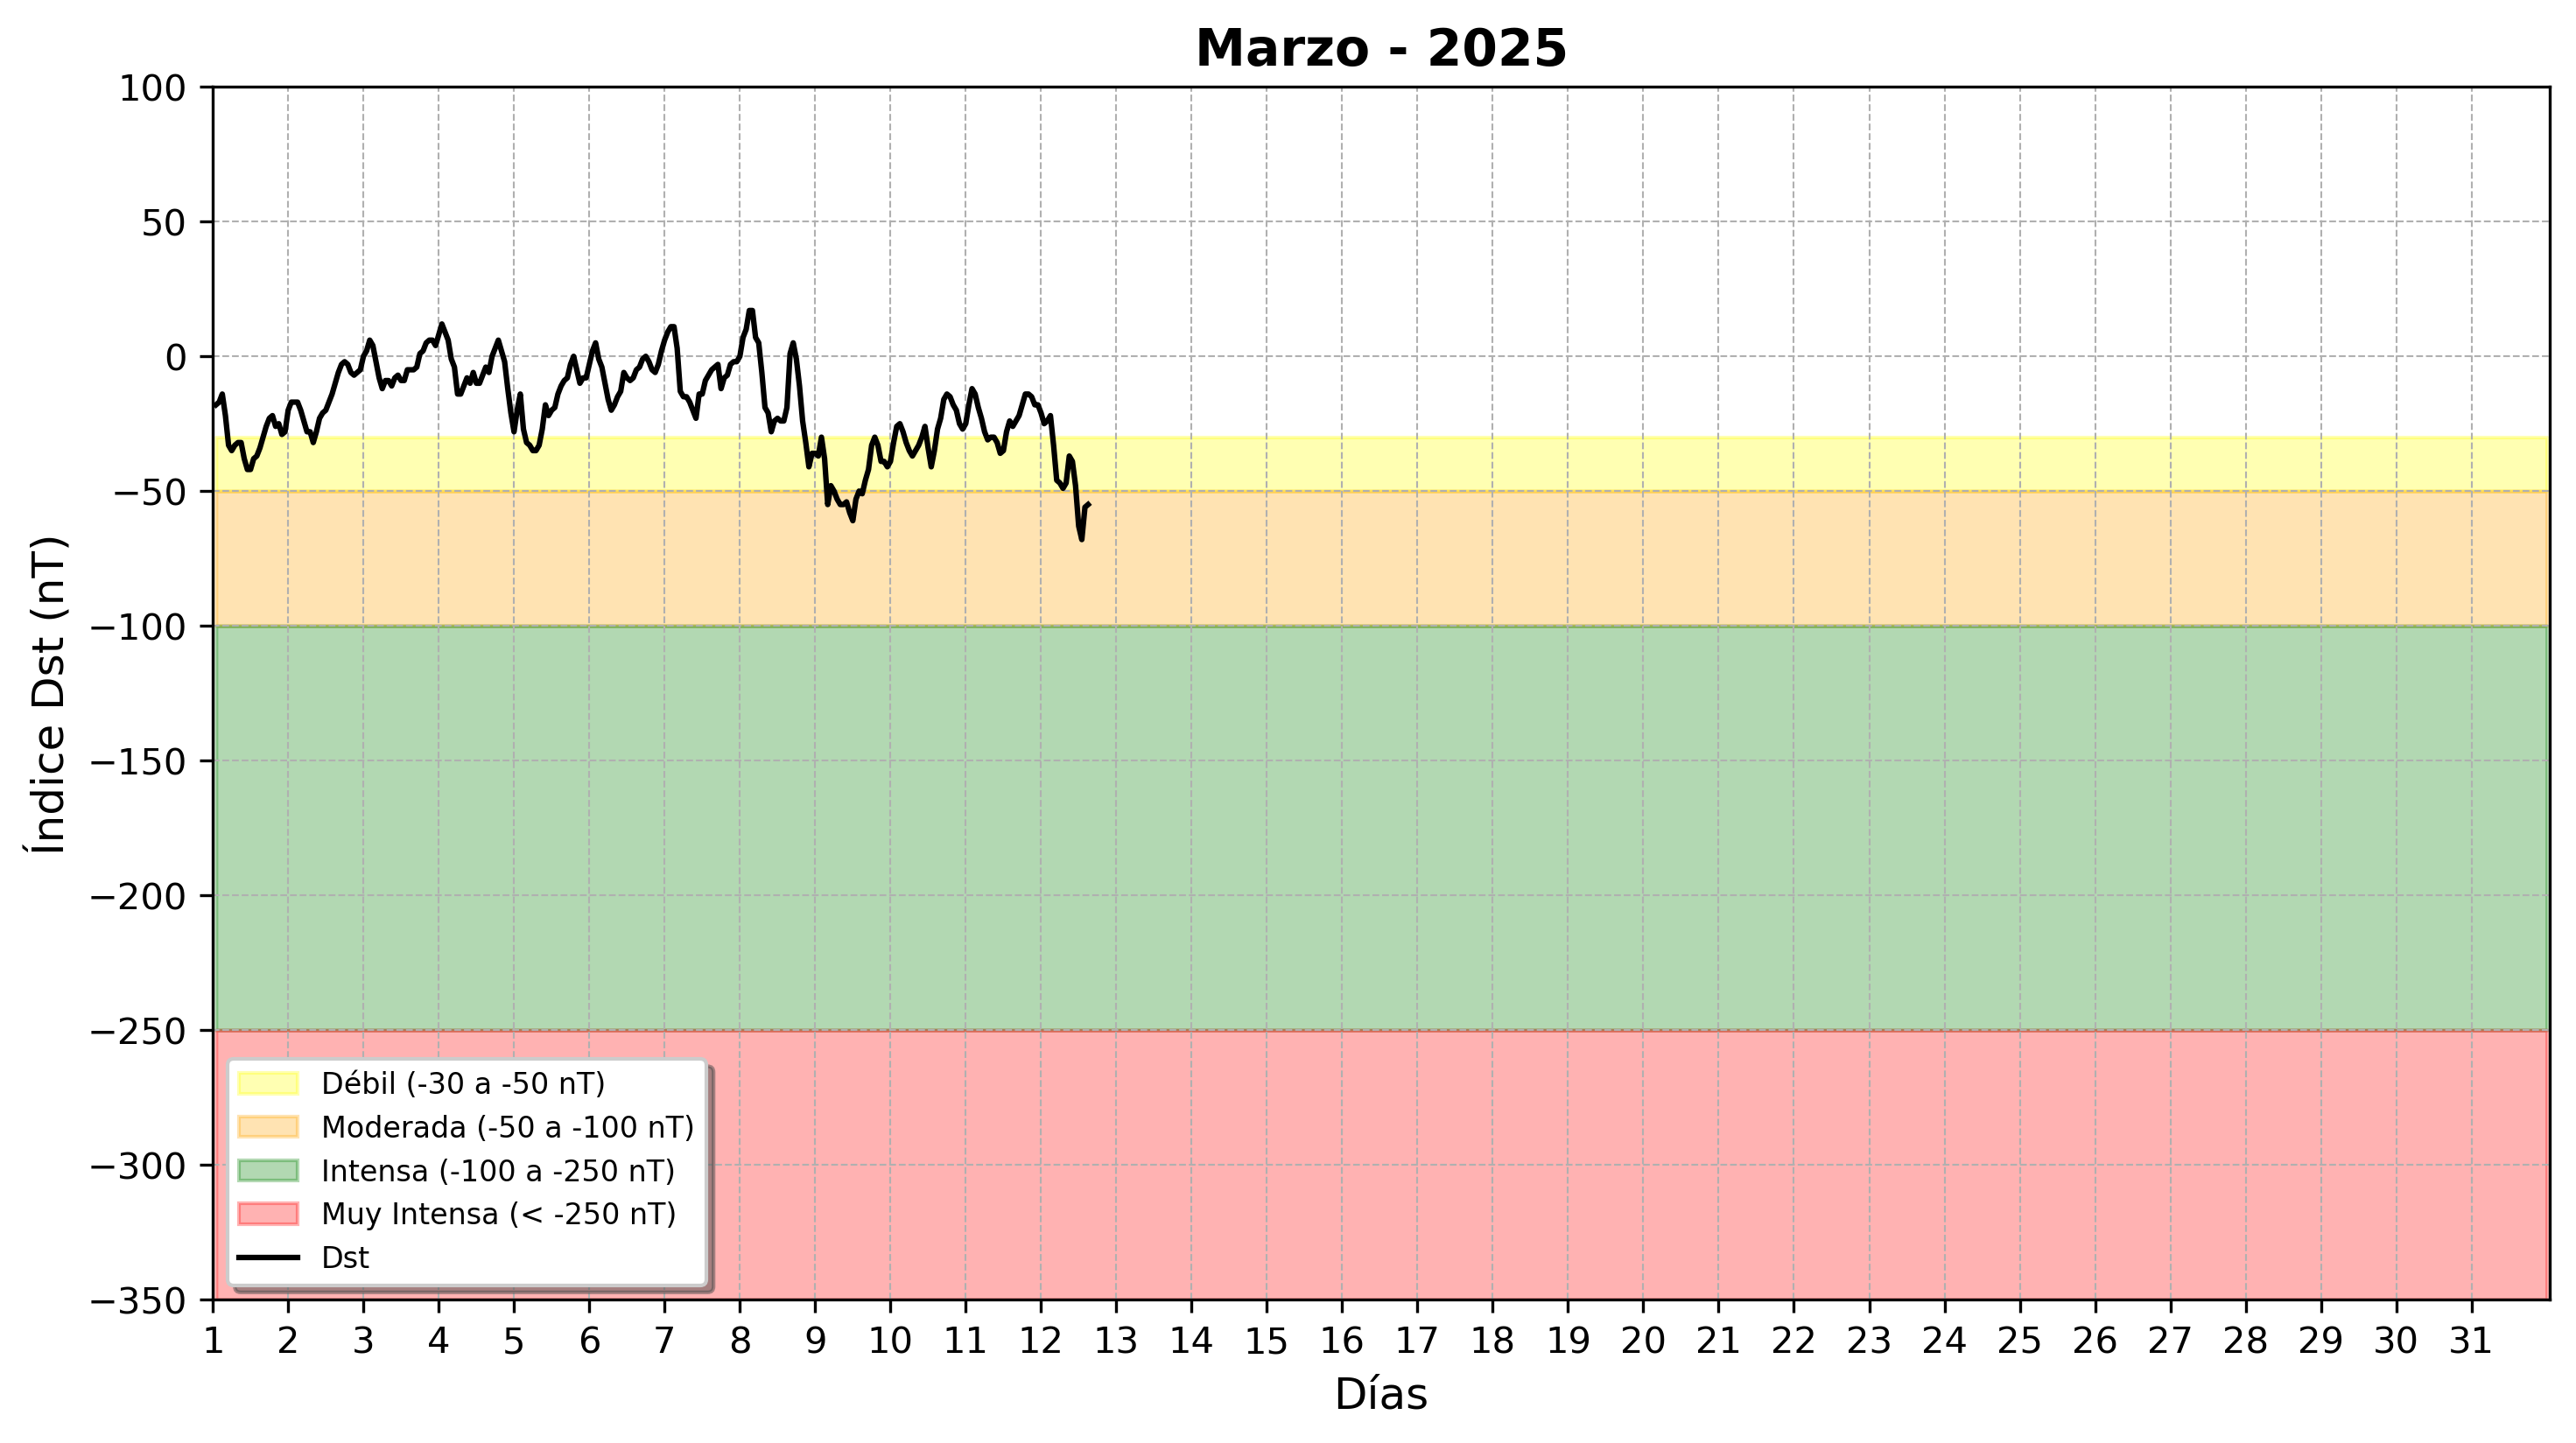 Marzo - 2025
100
50
0
−50
−100
−150
−200
−250
−300
−350
Índice Dst (nT)
Débil (-30 a -50 nT)
Moderada (-50 a -100 nT)
Intensa (-100 a -250 nT)
Muy Intensa (< -250 nT)
Dst
1 2 3 4 5 6 7 8 9 10 11 12 13 14 15 16 17 18 19 20 21 22 23 24 25 26 27 28 29 30 31
Días